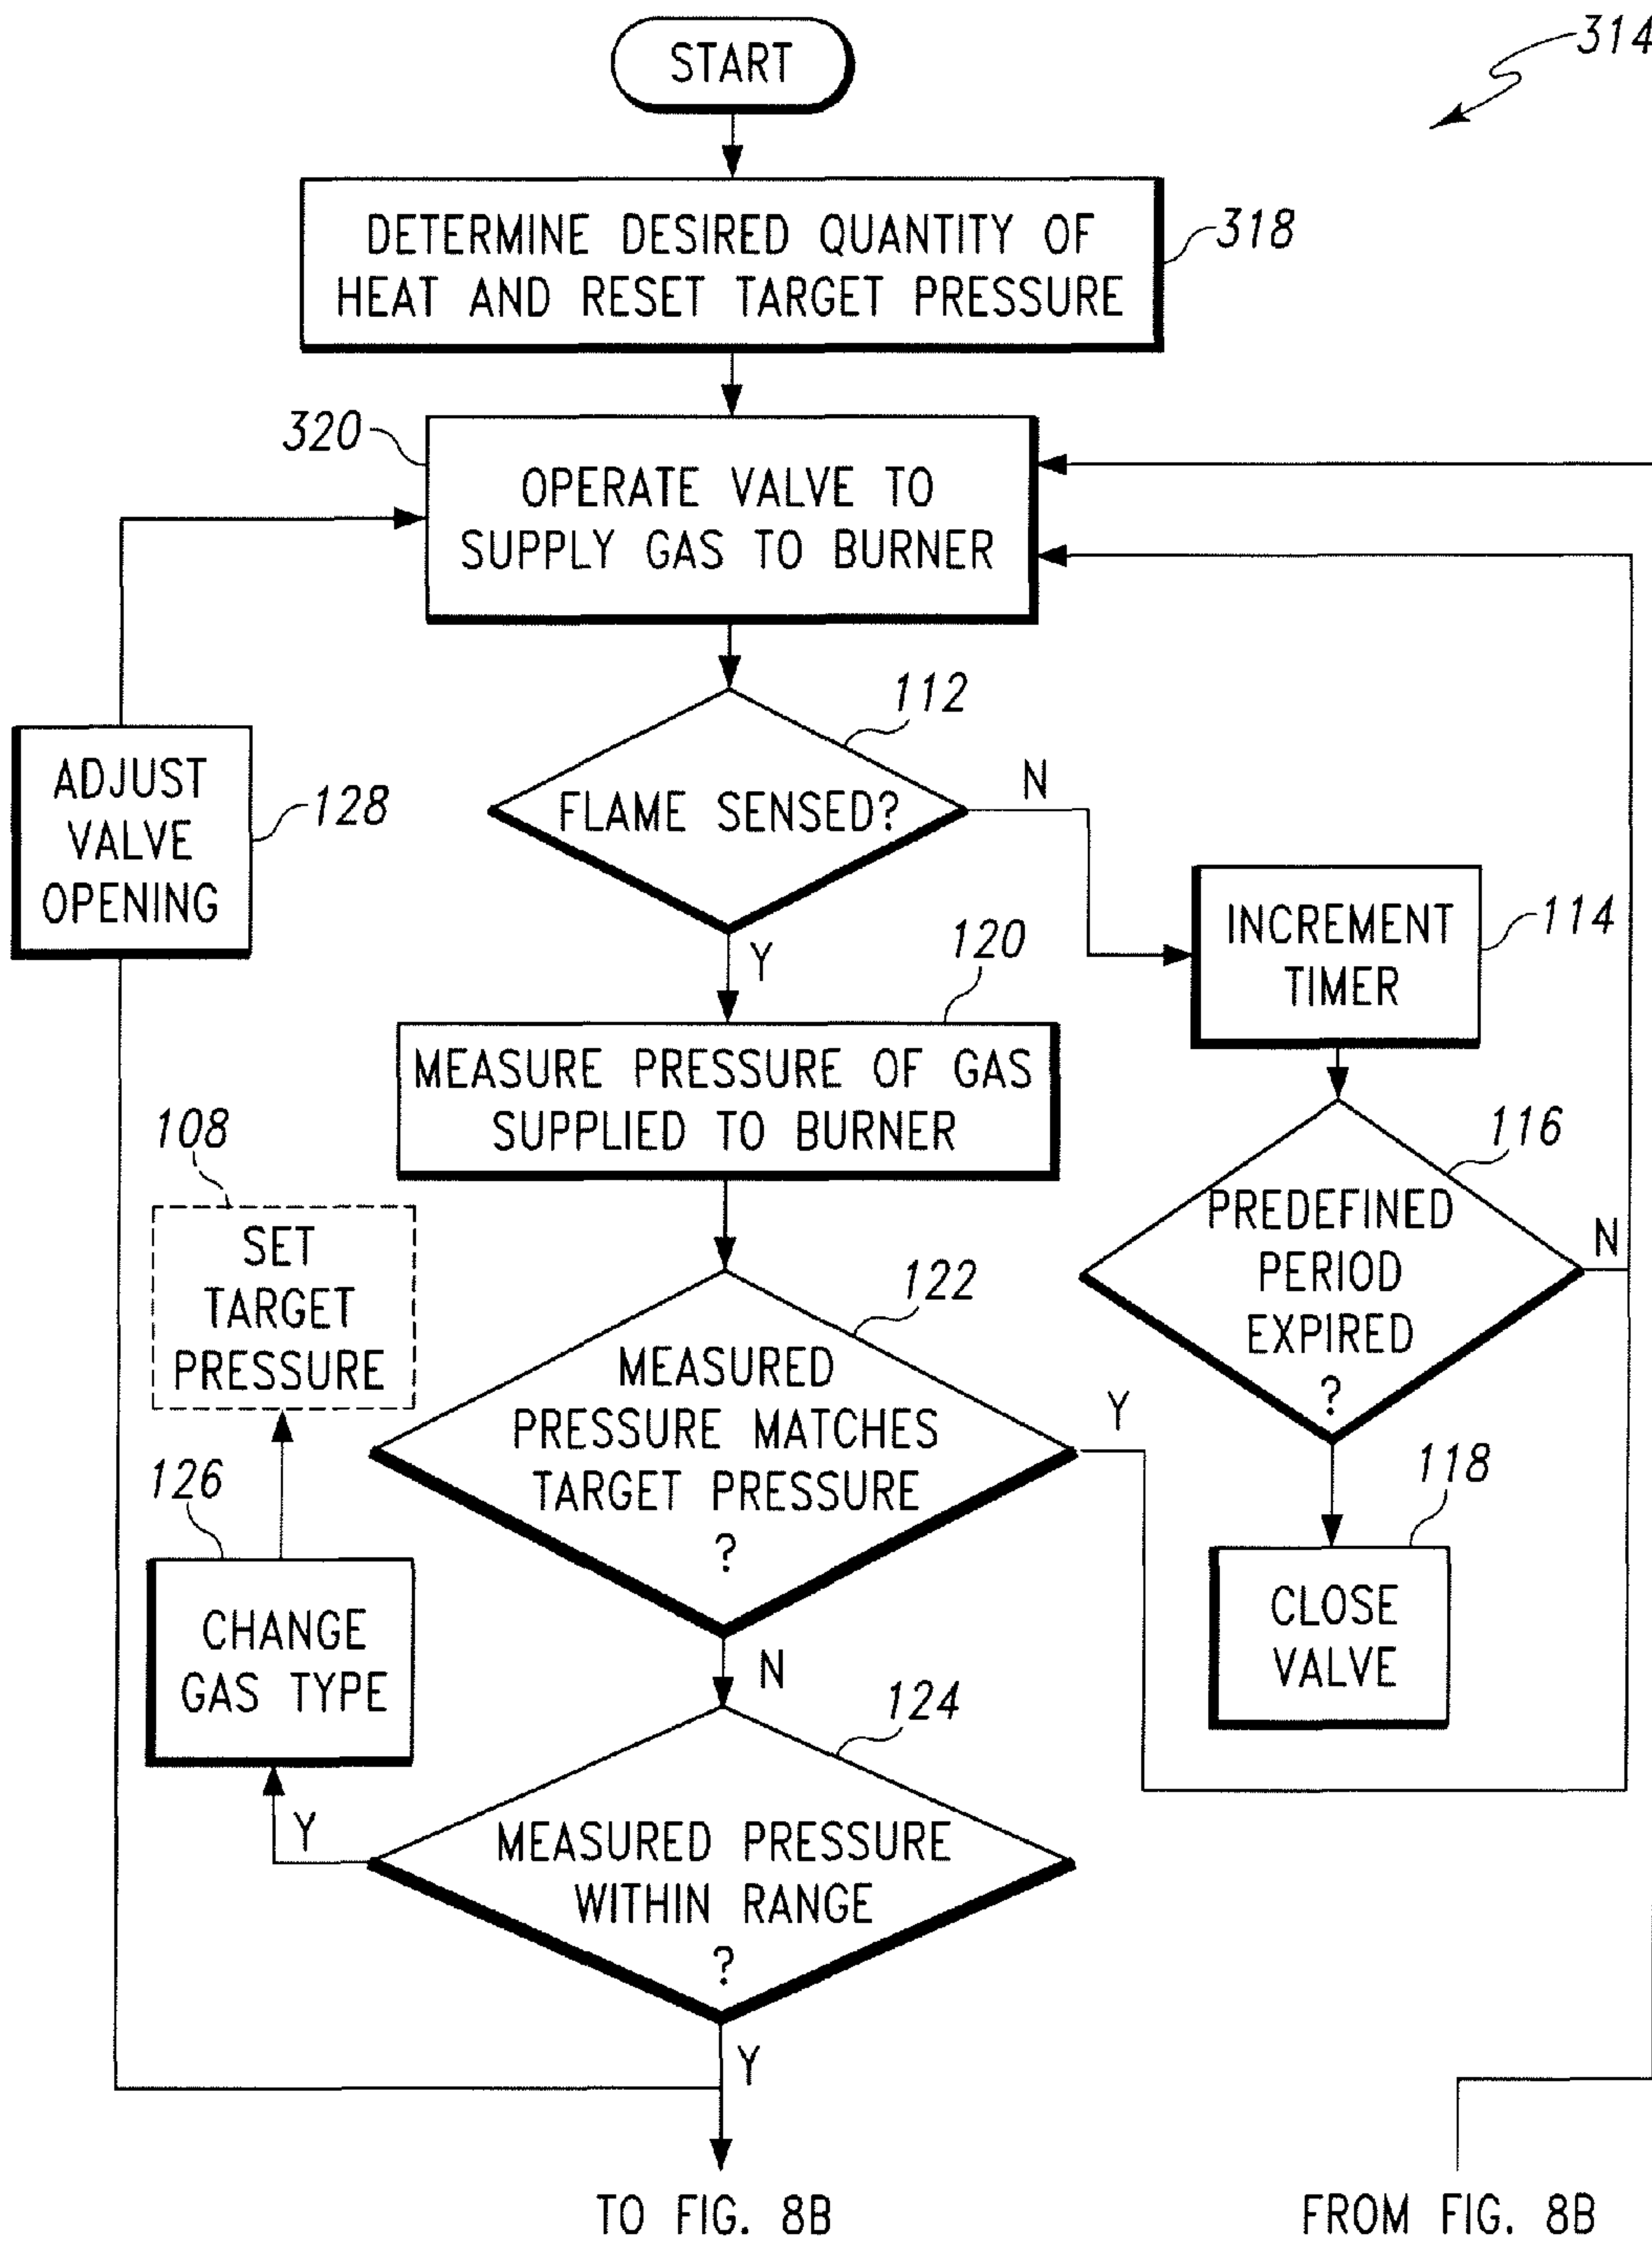 START
314
DETERMINE DESIRED QUANTITY OF
HEAT AND RESET TARGET PRESSURE
318
320
OPERATE VALVE TO
SUPPLY GAS TO BURNER
112
FLAME SENSED?
N
Y
ADJUST
VALVE
OPENING
128
INCREMENT
TIMER
114
120
MEASURE PRESSURE OF GAS
SUPPLIED TO BURNER
108
SET
TARGET
PRESSURE
116
PREDEFINED
PERIOD
EXPIRED
?
N
122
MEASURED
PRESSURE MATCHES
TARGET PRESSURE
?
Y
N
126
CHANGE
GAS TYPE
118
CLOSE
VALVE
124
MEASURED PRESSURE
WITHIN RANGE
?
Y
Y
TO FIG. 8B
FROM FIG. 8B